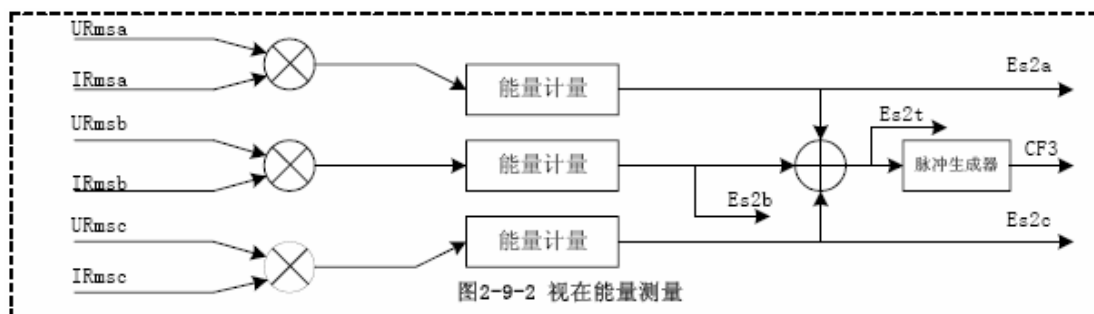 URmsa
IRmsa
能量计量
Es2a
Es2t
URmsb
IRmsb
能量计量
Es2b
脉冲生成器
CF3
URmsc
IRmsc
能量计量
Es2c
图2-9-2 视在能量测量